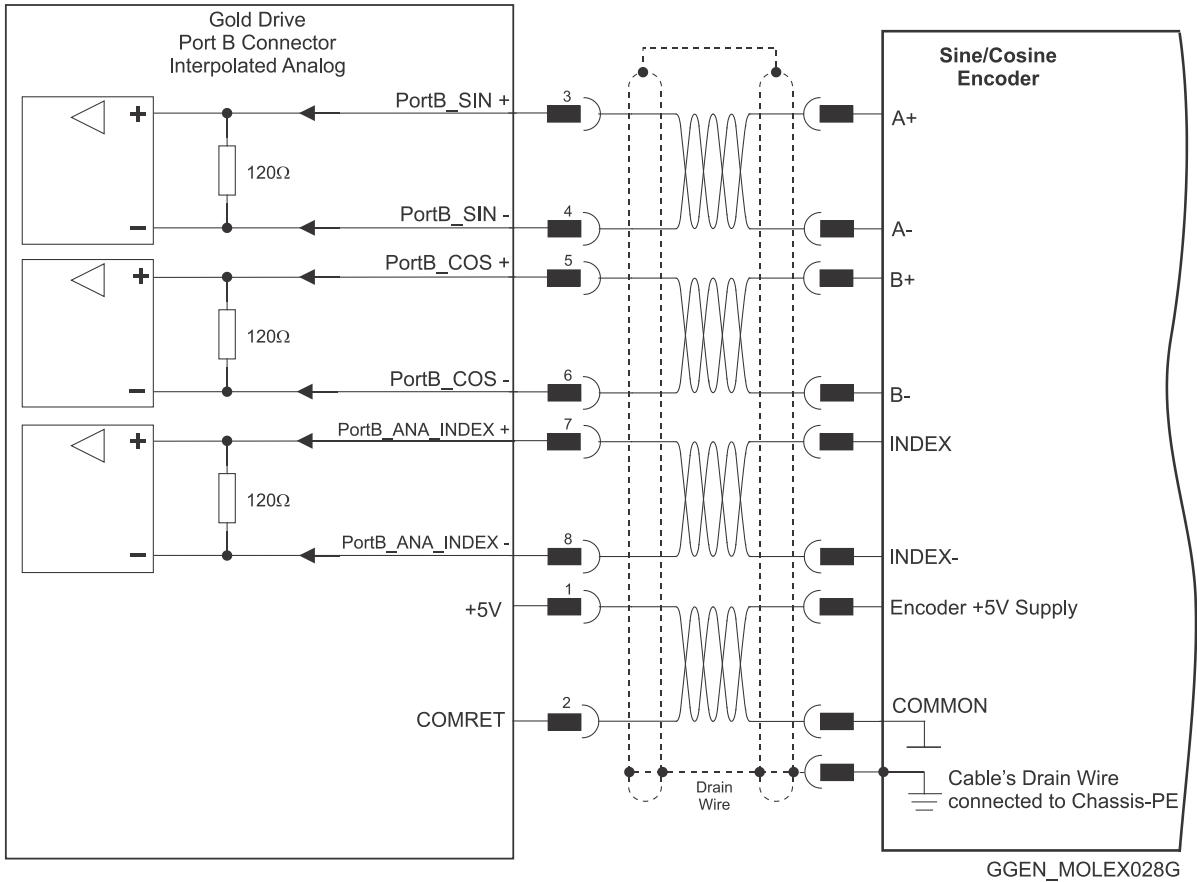 Gold Drive
Port B Connector
Interpolated Analog
Sine/Cosine
Encoder
+
PortB_SIN +
3
A+
120Ω
-
PortB_SIN -
4
A-
+
PortB_COS +
5
B+
120Ω
-
PortB_COS -
6
B-
+
PortB_ANA_INDEX +
7
INDEX
120Ω
-
PortB_ANA_INDEX -
8
INDEX-
+5V
1
Encoder +5V Supply
COMRET
2
COMMON
Drain
Wire
Cable's Drain Wire
connected to Chassis-PE
GGEN_MOLEX028G